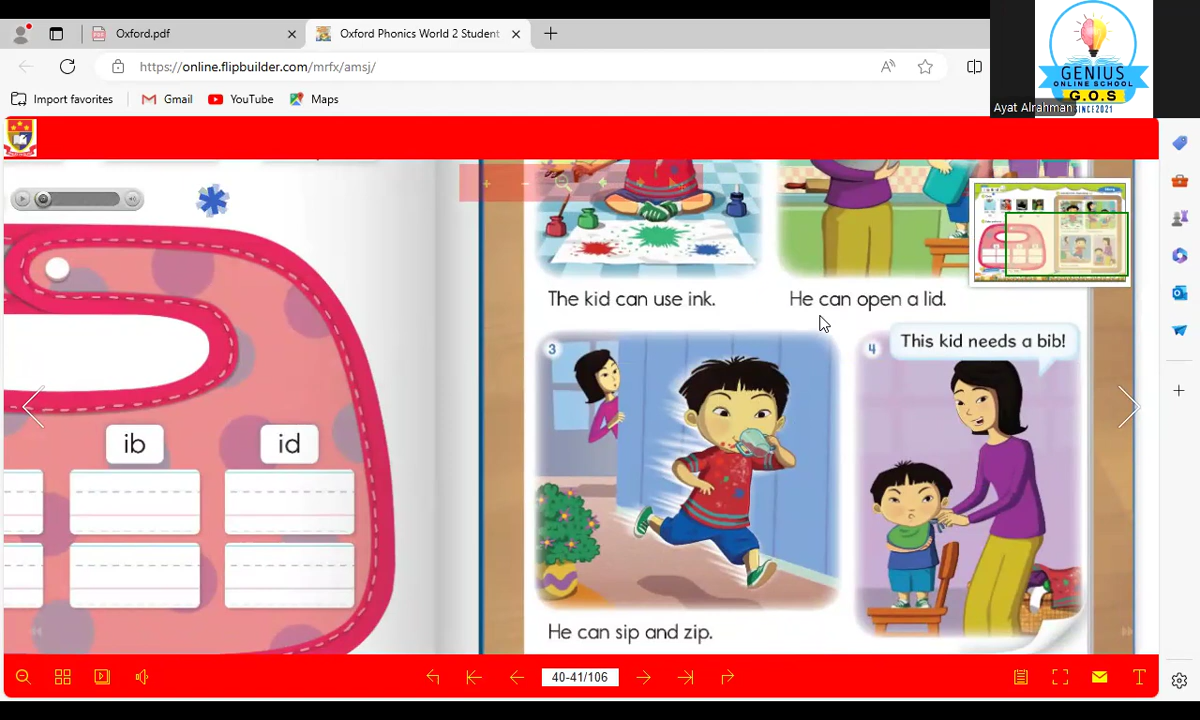 Oxford.pdf
Oxford Phonics World 2 Student
https://online.flipbuilder.com/mrfx/amsj/
Import favorites
Gmail
YouTube
Maps
GENIUS
ONLINE SCHOOL
G.O.S
SINCE2021
Ayat Alrahman
The kid can use ink.
He can open a lid.
3
4
This kid needs a bib!
ib
id
He can sip and zip.
40-41/106